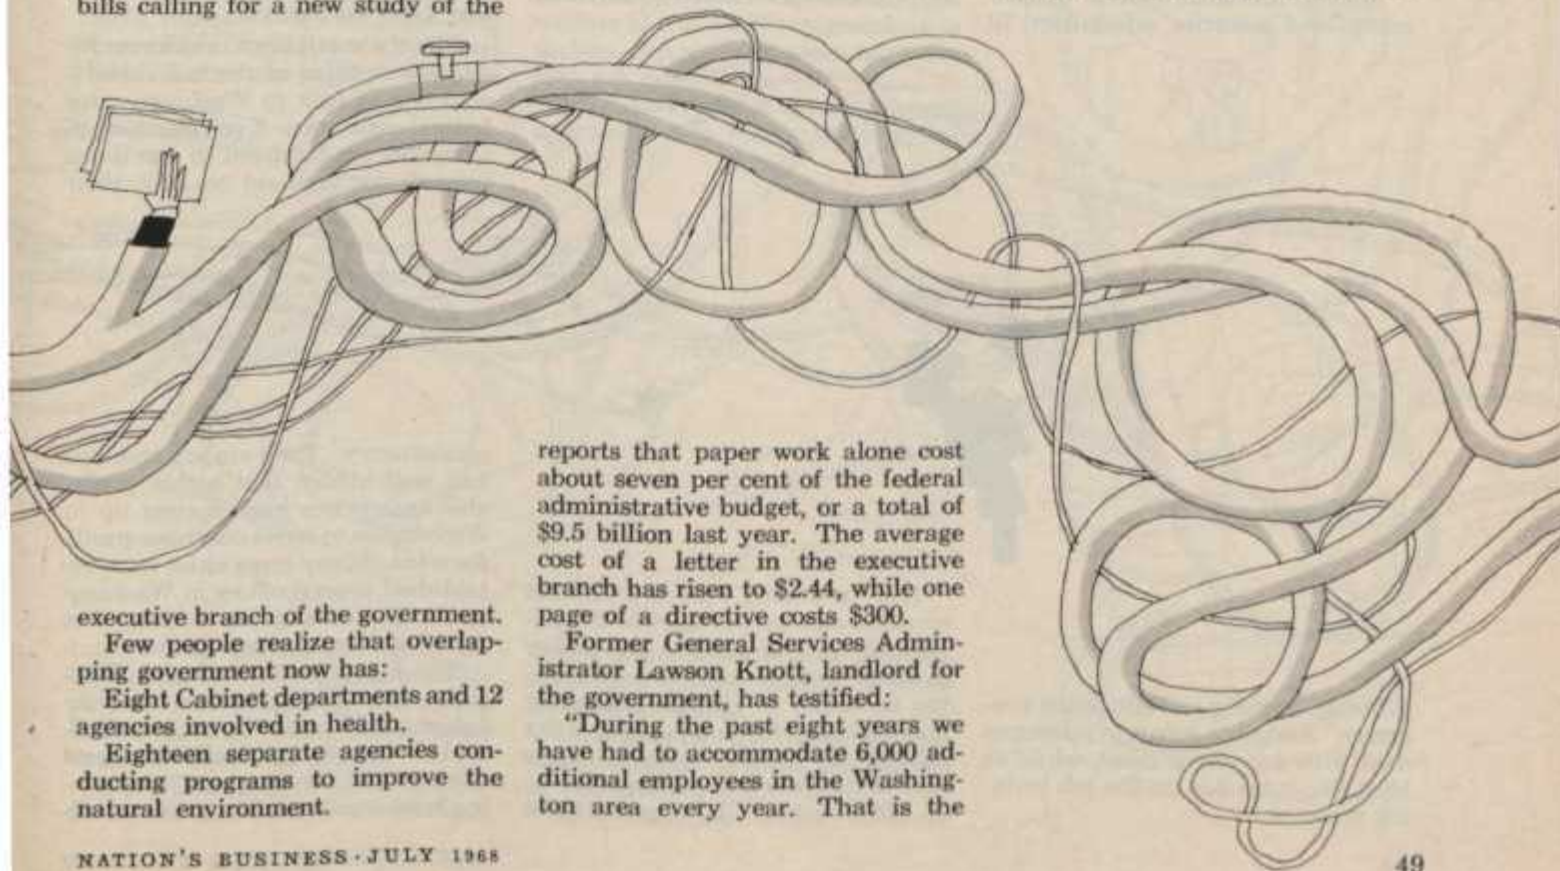 bills calling for a new study of the
executive branch of the government.
Few people realize that overlap-
ping government now has:
Eight Cabinet departments and 12
agencies involved in health.
Eighteen separate agencies con-
ducting programs to improve the
natural environment.
reports that paper work alone cost
about seven per cent of the federal
administrative budget, or a total of
$9.5 billion last year. The average
cost of a letter in the executive
branch has risen to $2.44, while one
page of a directive costs $300.
Former General Services Admin-
istrator Lawson Knott, landlord for
the government, has testified:
"During the past eight years we
have had to accommodate 6,000 ad-
ditional employees in the Washing-
ton area every year. That is the
NATION'S BUSINESS · JULY 1968
49